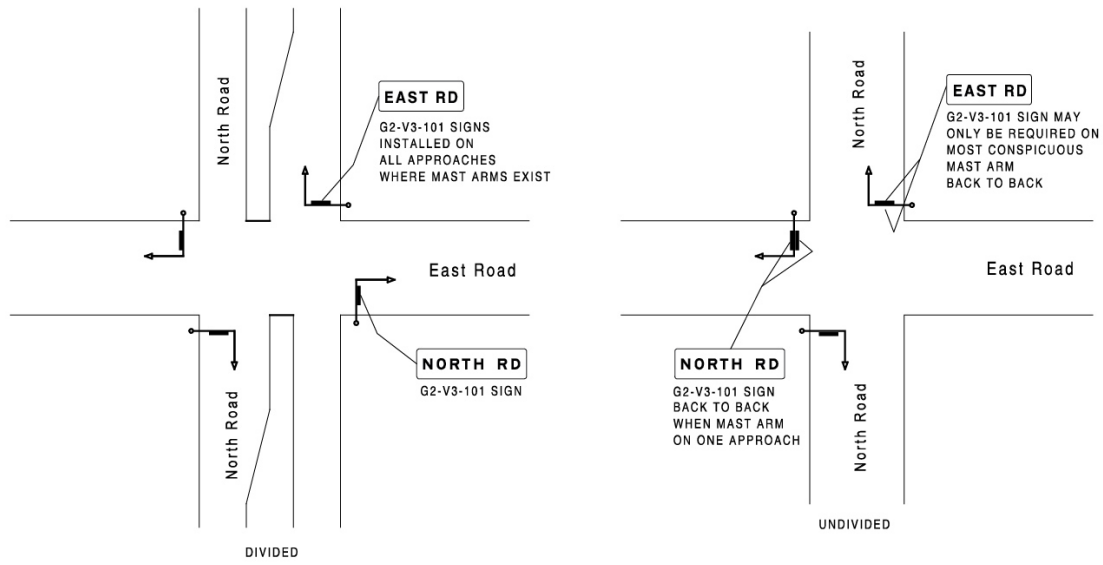 North Road
EAST RD
G2-V3-101 SIGNS
INSTALLED ON
ALL APPROACHES
WHERE MAST ARMS EXIST
East Road
NORTH RD
G2-V3-101 SIGN
North Road
DIVIDED
North Road
EAST RD
G2-V3-101 SIGN MAY
ONLY BE REQUIRED ON
MOST CONSPICUOUS
MAST ARM
BACK TO BACK
East Road
NORTH RD
G2-V3-101 SIGN
BACK TO BACK
WHEN MAST ARM
ON ONE APPROACH
North Road
UNDIVIDED